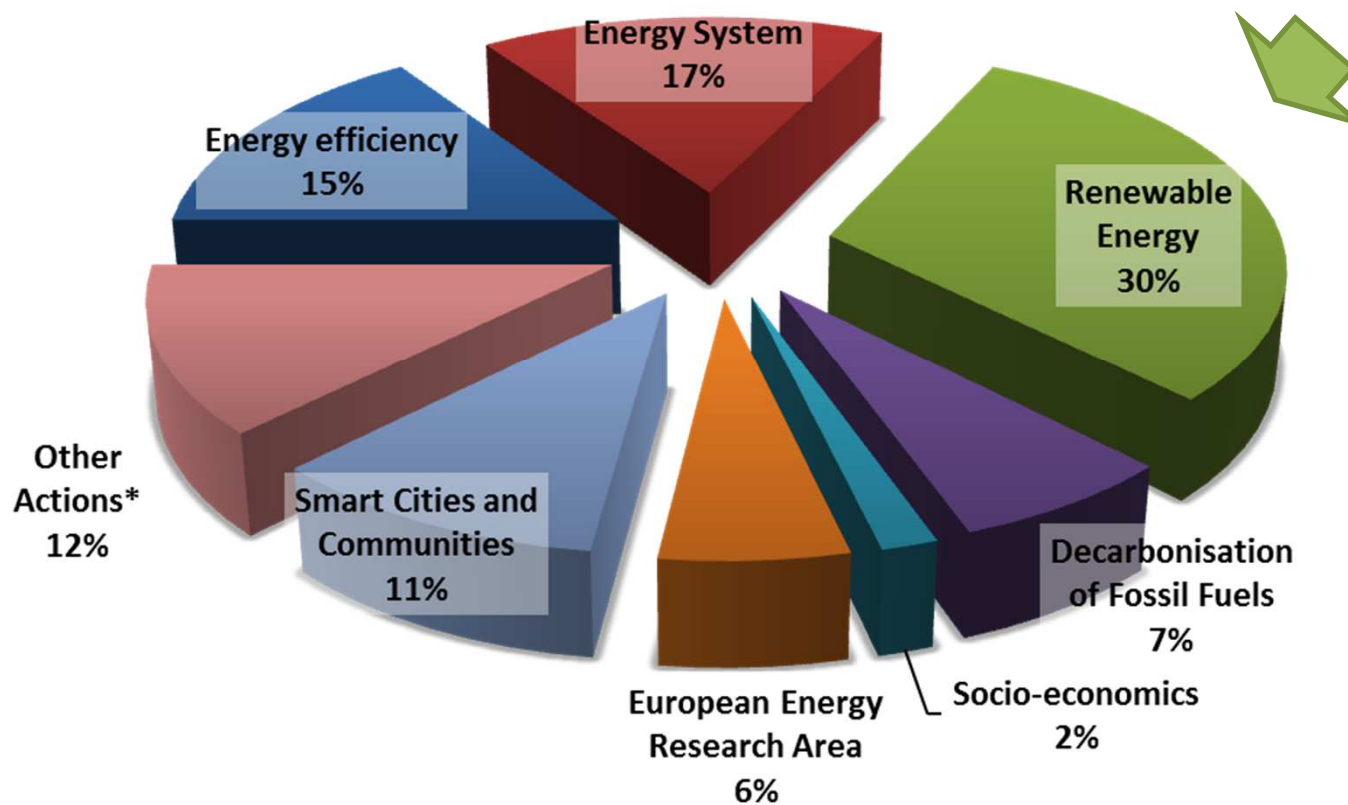 Energy System
17%
Energy efficiency
15%
Renewable
Energy
30%
Other
Actions*
12%
Smart Cities and
Communities
11%
Decarbonisation
of Fossil Fuels
7%
European Energy
Research Area
6%
Socio-economics
2%